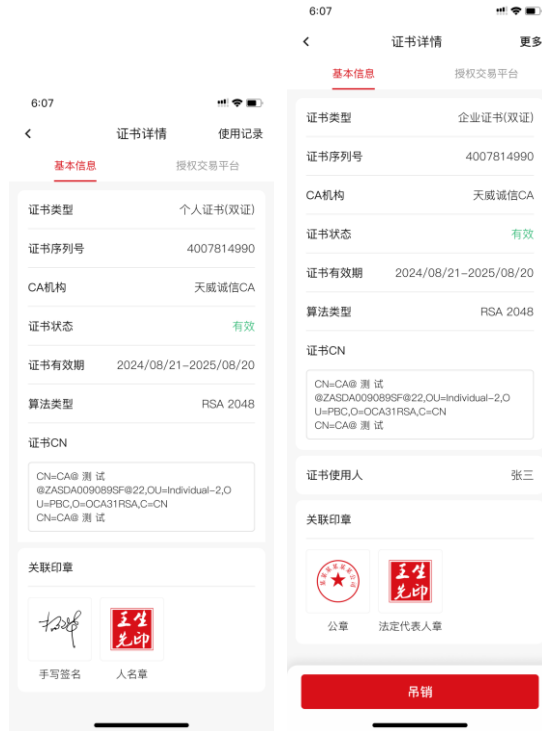 6:07
证书详情
使用记录
基本信息
授权交易平台
证书类型
个人证书(双证)
证书序列号
4007814990
CA机构
天威诚信CA
证书状态
有效
证书有效期
2024/08/21-2025/08/20
算法类型
RSA 2048
证书CN
CN=CA@ 测 试
@ZASDA009089SF@22,OU=Individual-2,O
U=PBC,O=OCA31RSA,C=CN
CN=CA@ 测 试
关联印章
王生
先印
手写签名
人名章
6:07
证书详情
更多
基本信息
授权交易平台
证书类型
企业证书(双证)
证书序列号
4007814990
CA机构
天威诚信CA
证书状态
有效
证书有效期
2024/08/21-2025/08/20
算法类型
RSA 2048
证书CN
CN=CA@ 测 试
@ZASDA009089SF@22,OU=Individual-2,O
U=PBC,O=OCA31RSA,C=CN
CN=CA@ 测 试
证书使用人
张三
关联印章
王生
先印
公章
法定代表人章
吊销